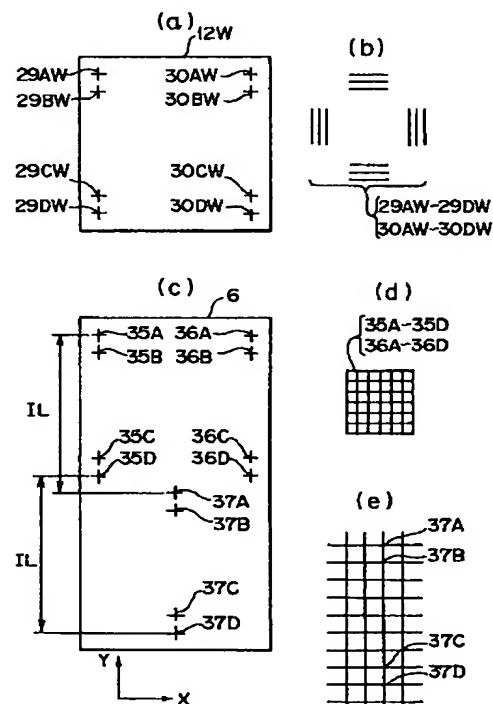 (a)
12W
29AW
30AW
29BW
30BW
29CW
30CW
29DW
30DW
(b)
29AW-29DW
30AW-30DW
(c)
6
35A 36A
35B 36B
IL
35C 36C
35D 36D
37A
37B
IL
37C
37D
Y
X
(d)
35A-35D
36A-36D
(e)
37A
37B
37C
37D